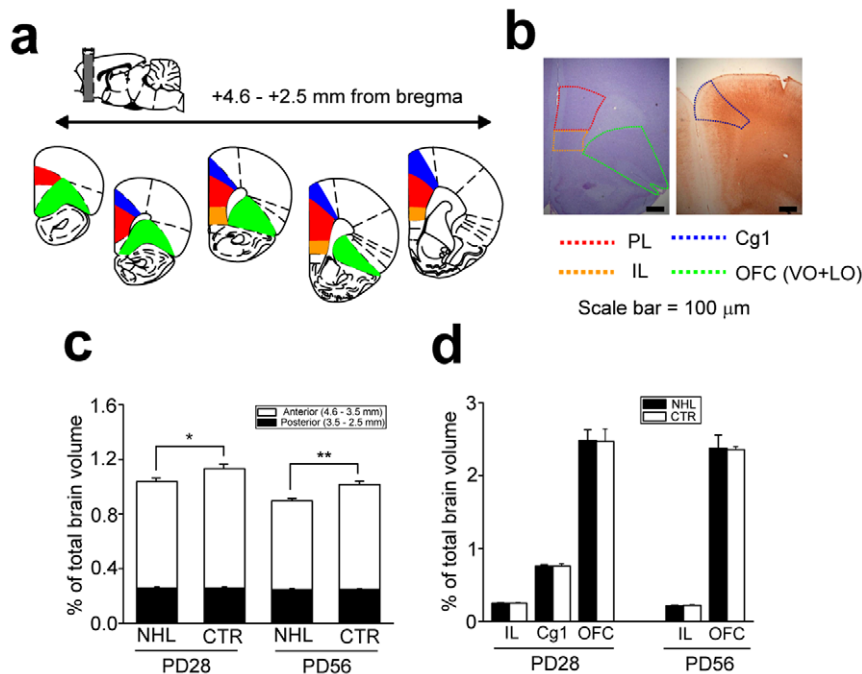 a
+4.6 - +2.5 mm from bregma
b
PL
Cg1
IL
OFC (VO+LO)
Scale bar = 100 μm
c
% of total brain volume
1.6
1.2
0.8
0.4
0.0
Anterior (4.6 - 3.5 mm)
Posterior (3.5 - 2.5 mm)
*
**
NHL CTR NHL CTR
PD28 PD56
d
% of total brain volume
3
2
1
0
NHL
CTR
IL Cg1 OFC IL OFC
PD28 PD56